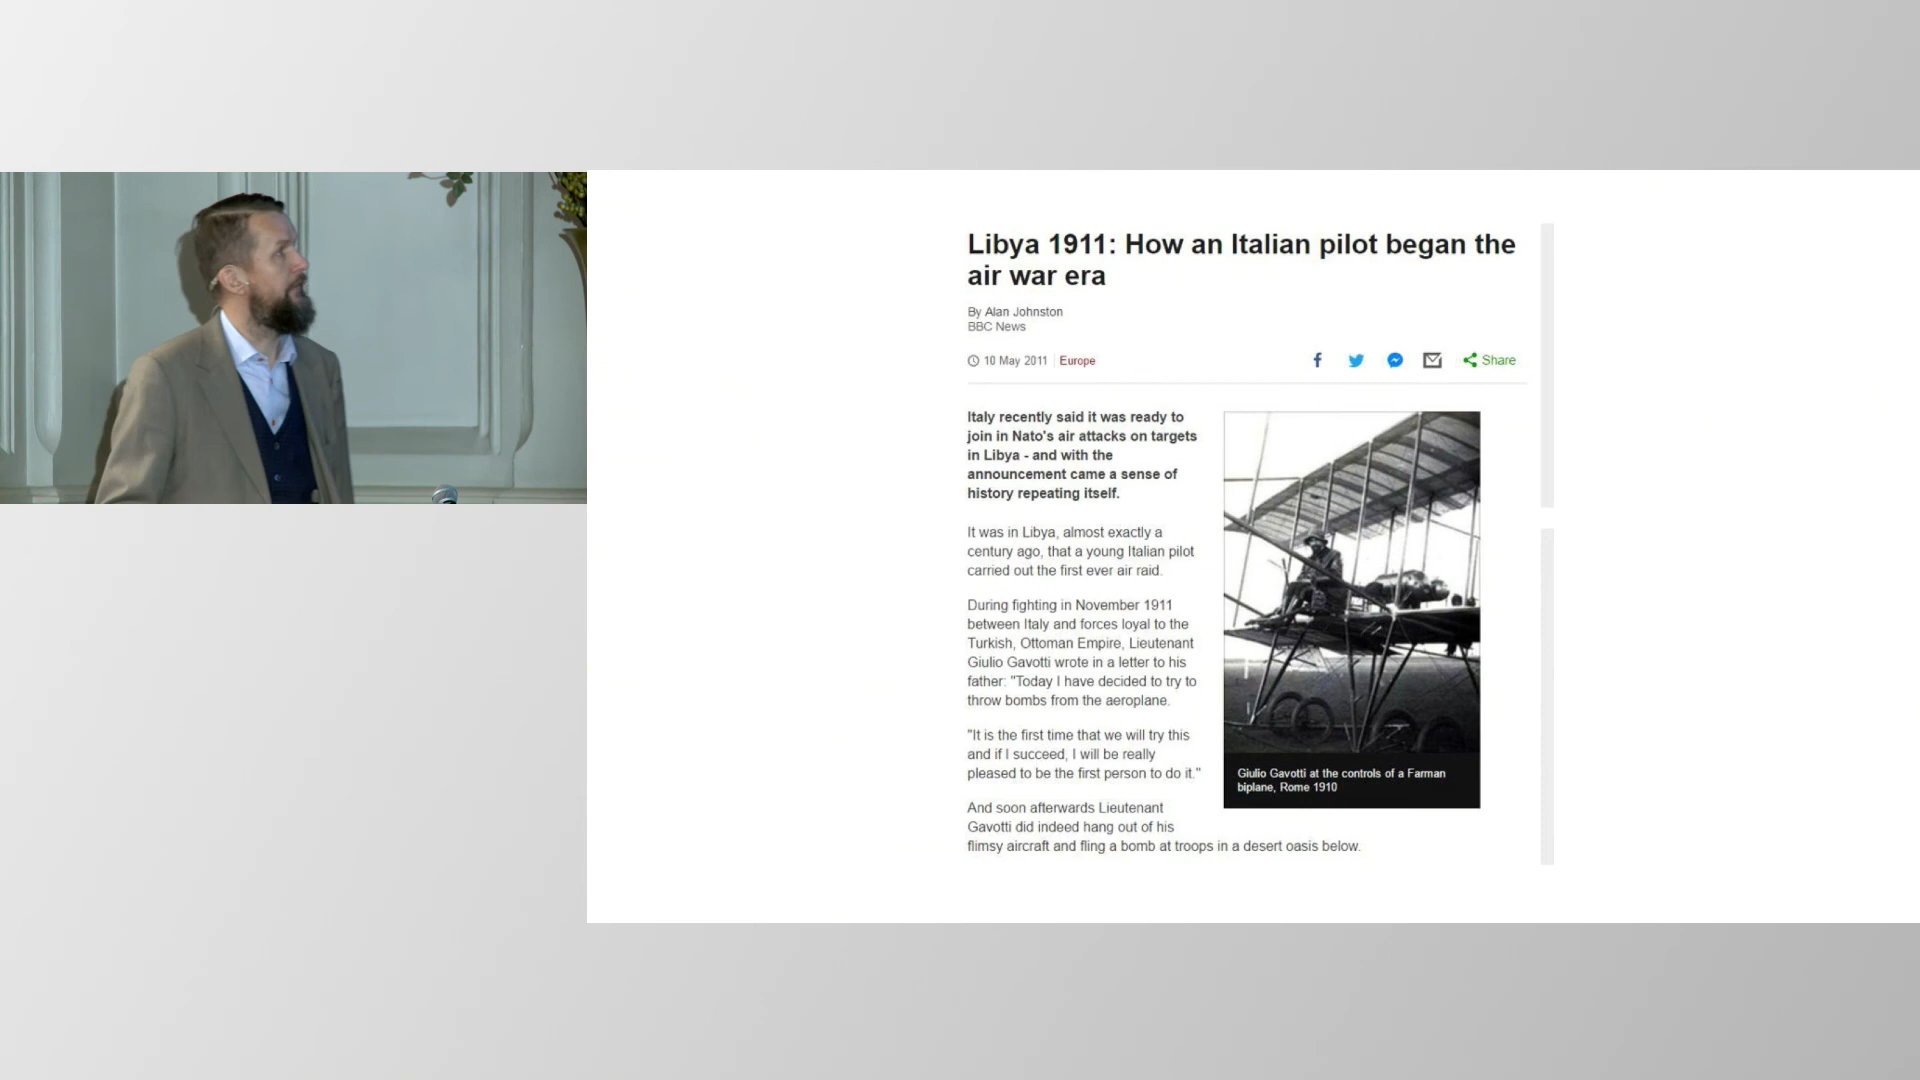 Libya 1911: How an Italian pilot began the
air war era
By Alan Johnston
BBC News
10 May 2011 Europe
Share
Italy recently said it was ready to
join in Nato's air attacks on targets
in Libya - and with the
announcement came a sense of
history repeating itself.
It was in Libya, almost exactly a
century ago, that a young Italian pilot
carried out the first ever air raid.
During fighting in November 1911
between Italy and forces loyal to the
Turkish, Ottoman Empire, Lieutenant
Giulio Gavotti wrote in a letter to his
father: "Today I have decided to try to
throw bombs from the aeroplane.
"It is the first time that we will try this
and if I succeed, I will be really
pleased to be the first person to do it."
And soon afterwards Lieutenant
Gavotti did indeed hang out of his
flimsy aircraft and fling a bomb at troops in a desert oasis below.
Giulio Gavotti at the controls of a Farman
biplane, Rome 1910